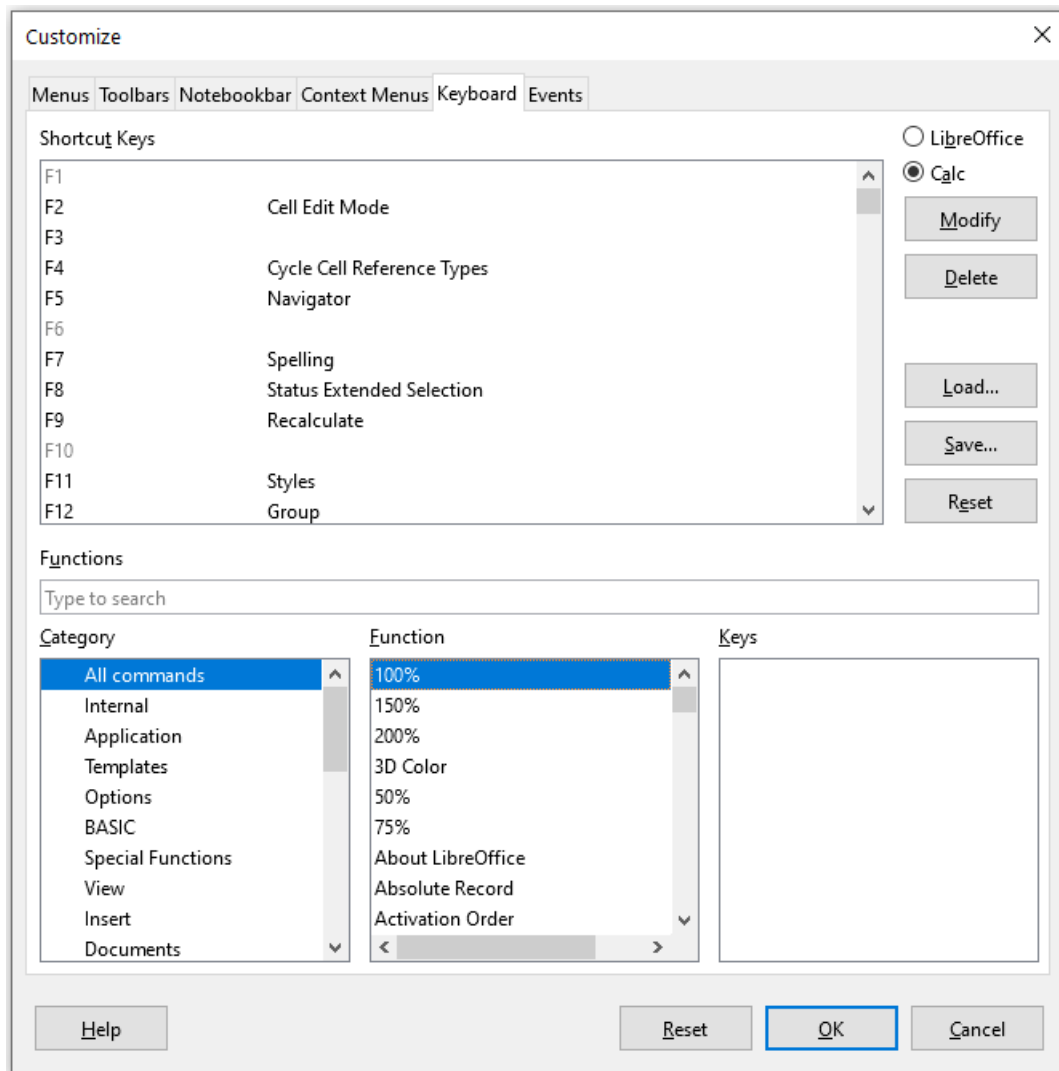 Customize
Menus Toolbars Notebookbar Context Menus Keyboard Events
Shortcut Keys
LibreOffice
Calc
F1
F2 Cell Edit Mode
F3
F4 Cycle Cell Reference Types
F5 Navigator
F6
F7 Spelling
F8 Status Extended Selection
F9 Recalculate
F10
F11 Styles
F12 Group
Modify
Delete
Load...
Save...
Reset
Functions
Type to search
Category
All commands
Internal
Application
Templates
Options
BASIC
Special Functions
View
Insert
Documents
Function
100%
150%
200%
3D Color
50%
75%
About LibreOffice
Absolute Record
Activation Order
Keys
Help Reset OK Cancel